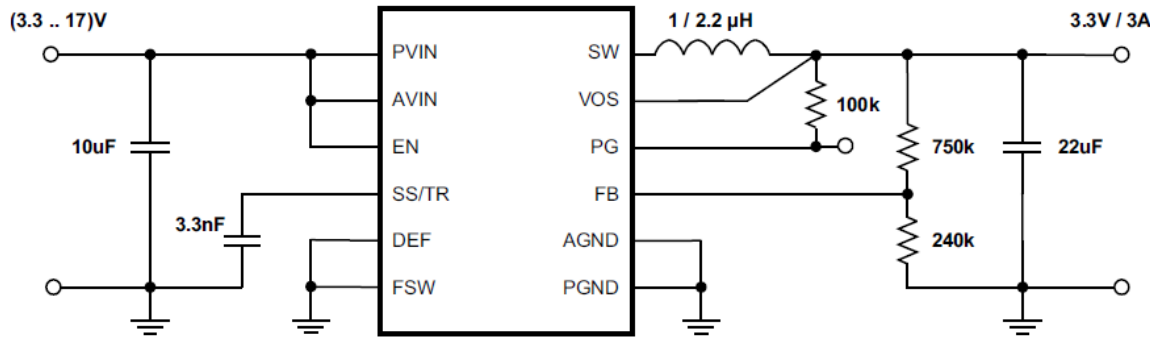 (3.3 .. 17)V
1 / 2.2 µH
3.3V / 3A
PVIN
SW
AVIN
VOS
100k
10uF
EN
PG
750k
22uF
SS/TR
FB
3.3nF
DEF
AGND
240k
FSW
PGND